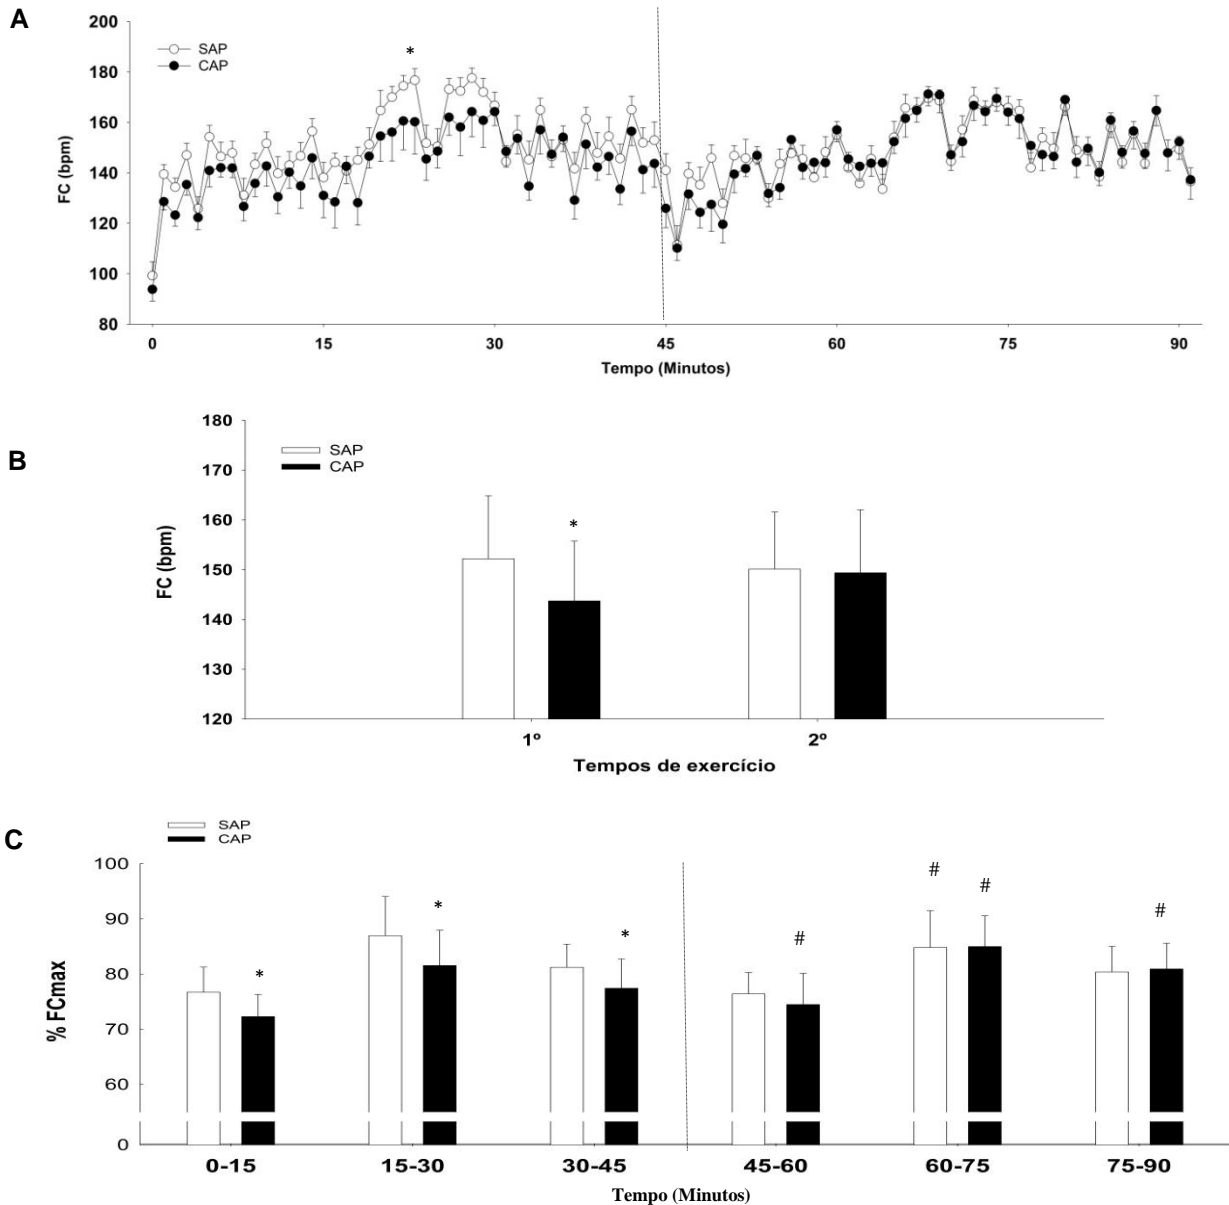 A
200
180
160
140
120
100
80
FC (bpm)
SAP
CAP
*
0 15 30 45 60 75 90
Tempo (Minutos)
B
180
170
160
150
140
130
120
FC (bpm)
SAP
CAP
*
1º 2º
Tempos de exercício
C
SAP
CAP
100
90
80
70
60
0
% FCmax
* * * # # # #
0-15 15-30 30-45 45-60 60-75 75-90
Tempo (Minutos)